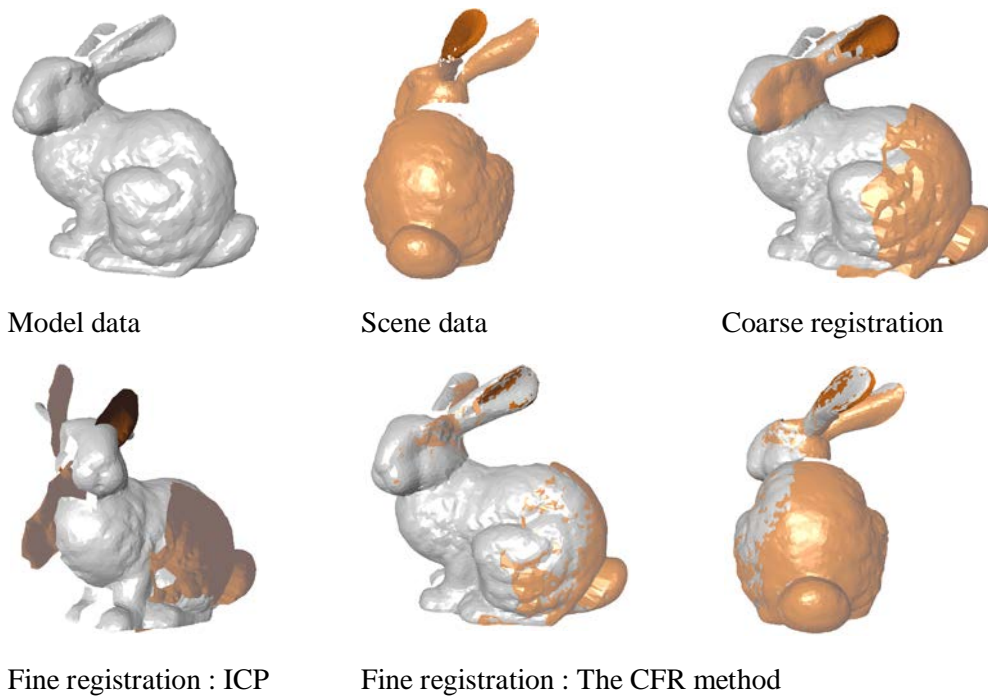 Model data
Scene data
Coarse registration
Fine registration : ICP
Fine registration : The CFR method